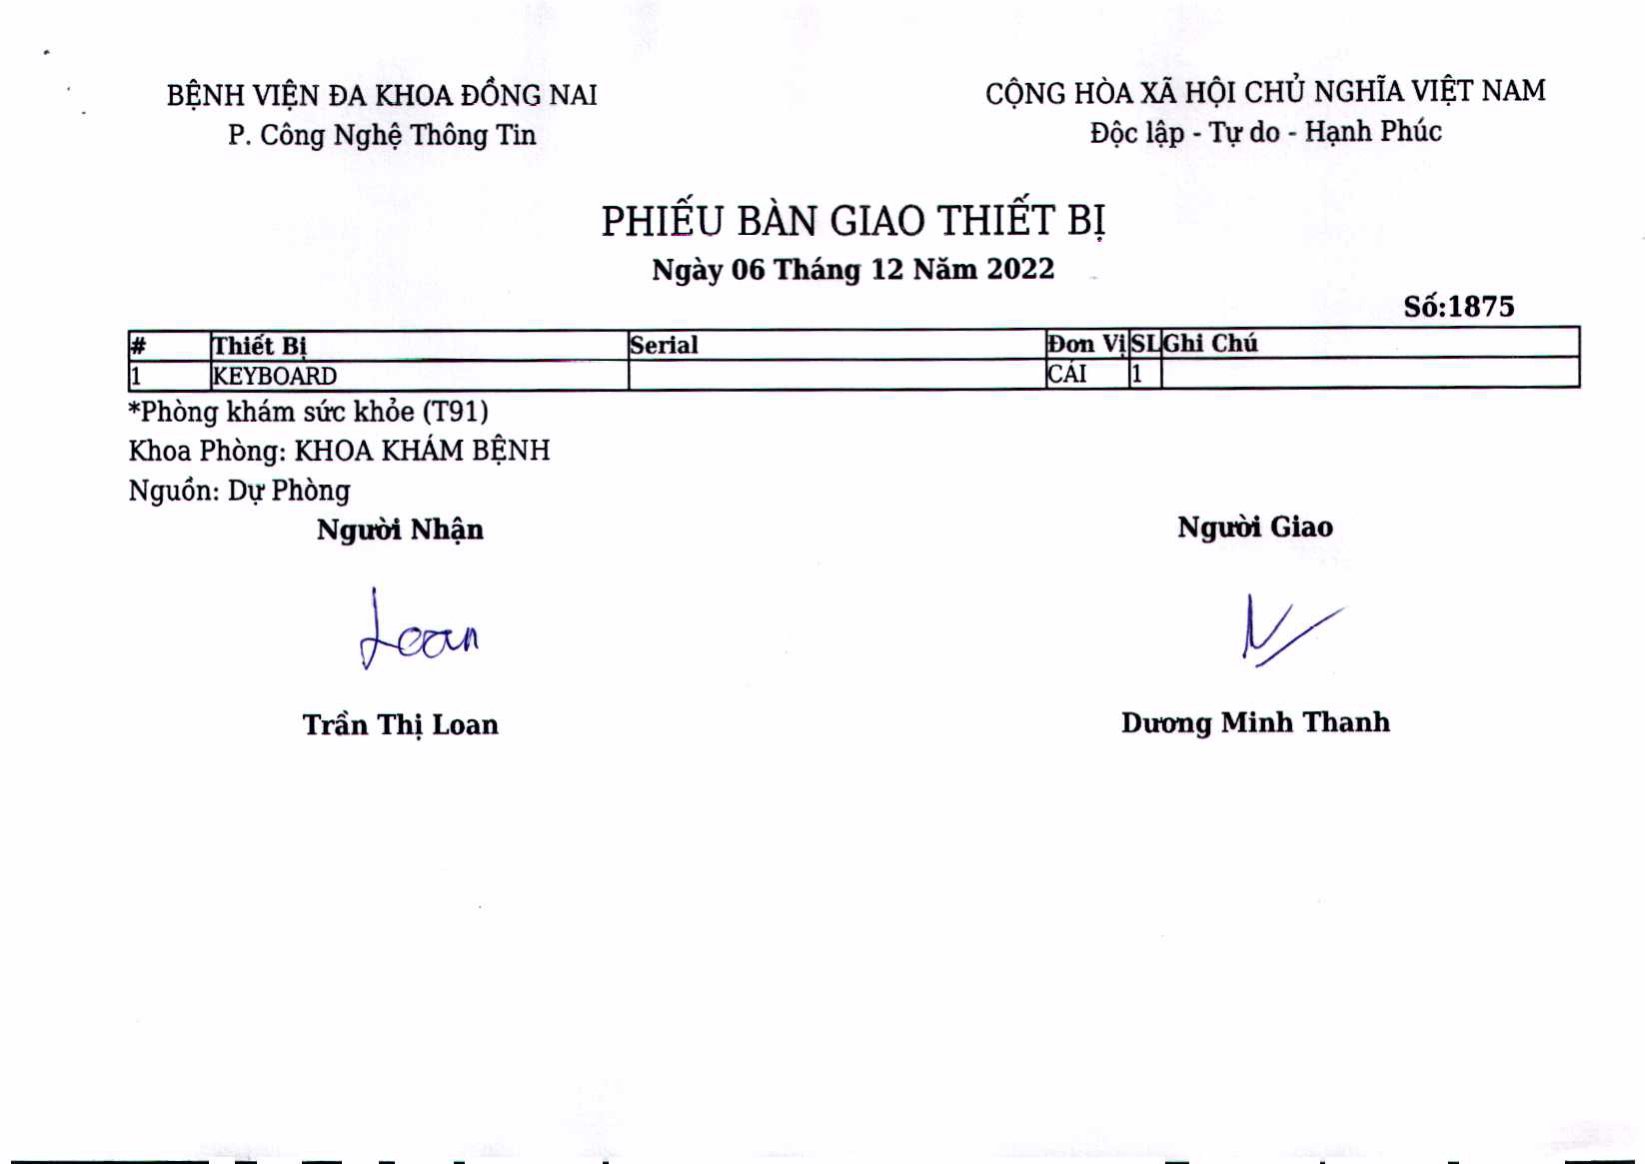 BỆNH VIỆN ĐA KHOA ĐỒNG NAI
P. Công Nghệ Thông Tin
CỘNG HÒA XÃ HỘI CHỦ NGHĨA VIỆT NAM
Độc lập - Tự do - Hạnh Phúc
PHIẾU BÀN GIAO THIẾT BỊ
Ngày 06 Tháng 12 Năm 2022
Số:1875
# Thiết Bị Serial Đơn Vị SL Ghi Chú
1 KEYBOARD CÁI 1
*Phòng khám sức khỏe (T91)
Khoa Phòng: KHOA KHÁM BỆNH
Nguồn: Dự Phòng
Người Nhận Người Giao
Loan
Trần Thị Loan Dương Minh Thanh